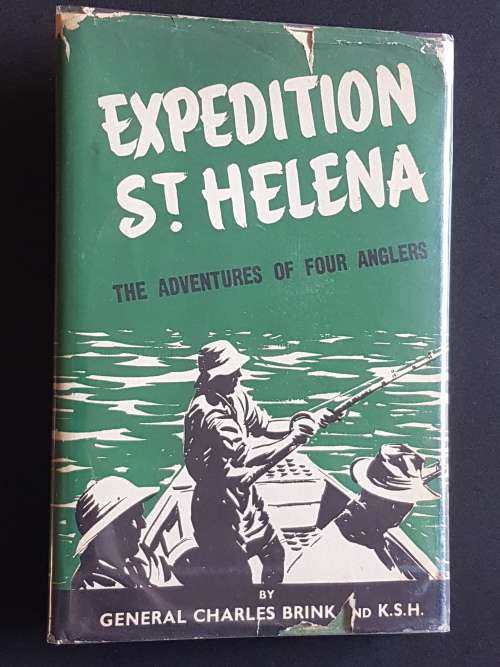 EXPEDITION
ST HELENA
THE ADVENTURES OF FOUR ANGLERS
BY
GENERAL CHARLES BRINK ND K.S.H.